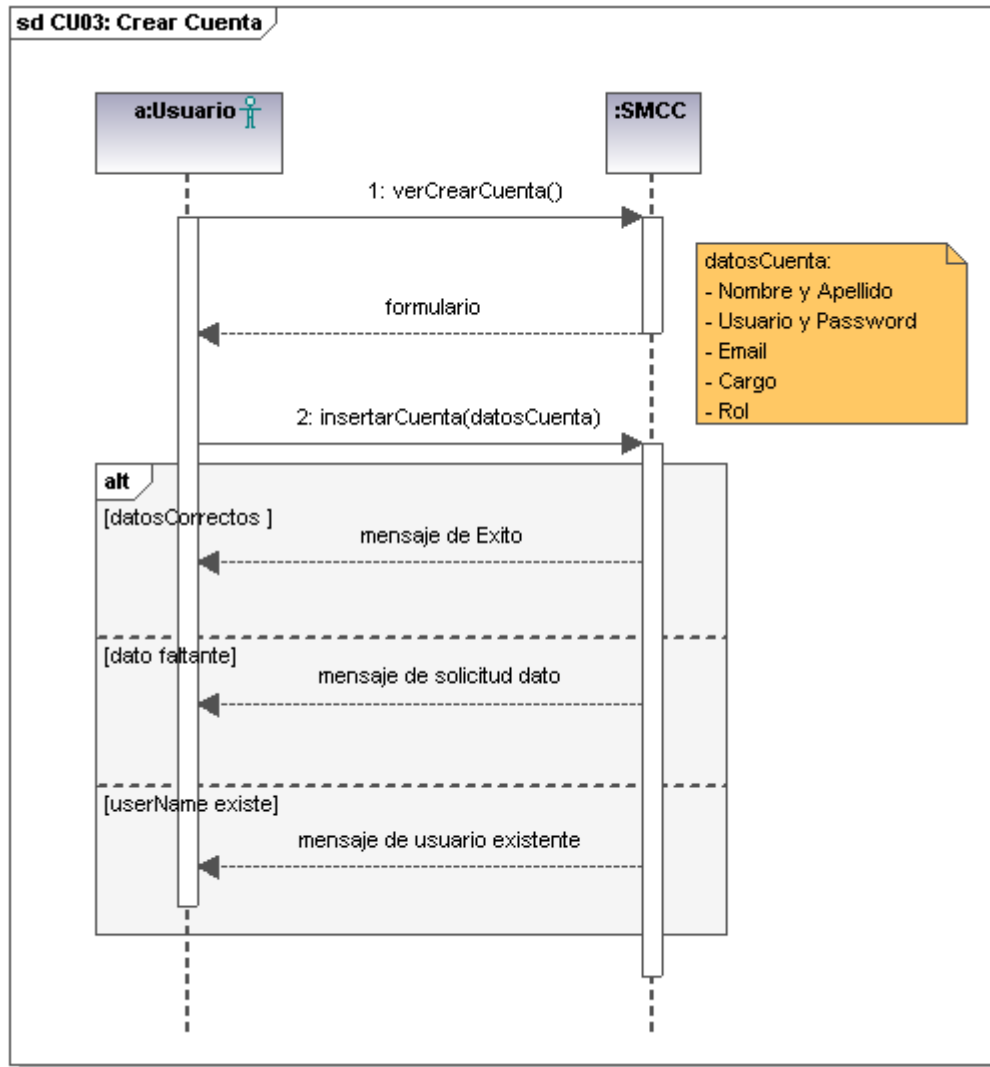 sd CU03: Crear Cuenta
a:Usuario
:SMCC
1: verCrearCuenta()
datosCuenta:
- Nombre y Apellido
- Usuario y Password
- Email
- Cargo
- Rol
formulario
2: insertarCuenta(datosCuenta)
alt
[datosCorrectos ]
mensaje de Exito
[dato faltante]
mensaje de solicitud dato
[userName existe]
mensaje de usuario existente